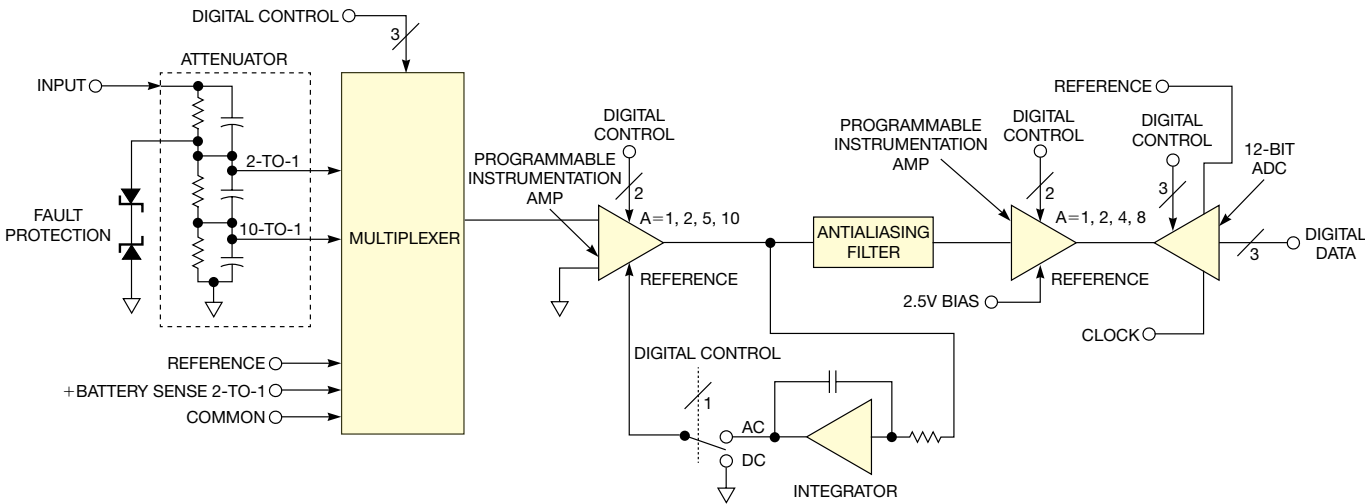 DIGITAL CONTROL
3
ATTENUATOR
INPUT
2-TO-1
10-TO-1
FAULT
PROTECTION
MULTIPLEXER
REFERENCE
+BATTERY SENSE 2-TO-1
COMMON
PROGRAMMABLE
INSTRUMENTATION
AMP
DIGITAL
CONTROL
2
A=1, 2, 5, 10
REFERENCE
DIGITAL CONTROL
1
AC
DC
INTEGRATOR
ANTIALIASING
FILTER
PROGRAMMABLE
INSTRUMENTATION
AMP
DIGITAL
CONTROL
2
A=1, 2, 4, 8
REFERENCE
2.5V BIAS
REFERENCE
DIGITAL
CONTROL
3
12-BIT
ADC
3
DIGITAL
DATA
CLOCK